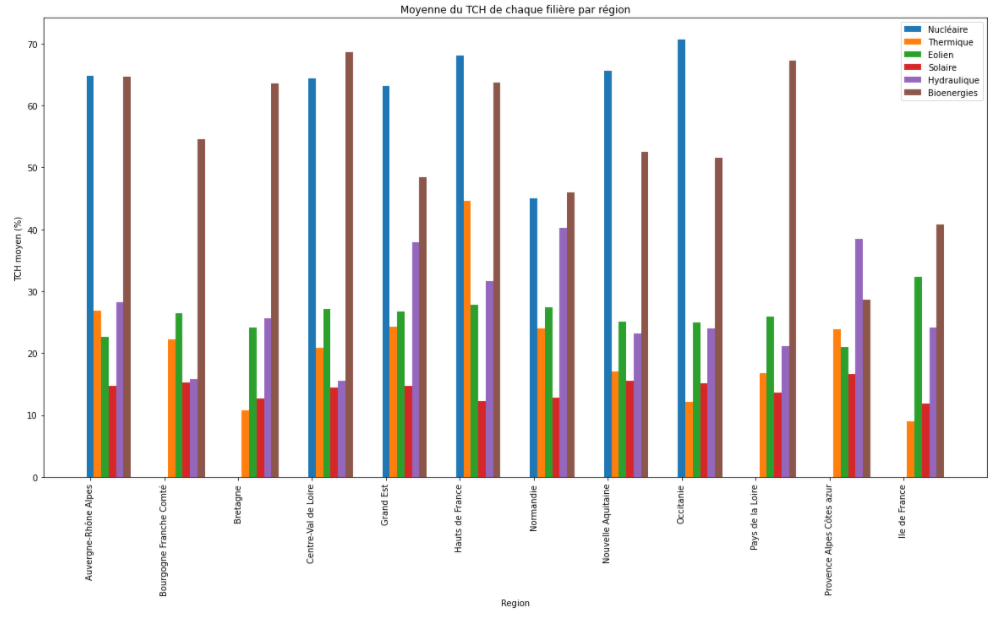 Moyenne du TCH de chaque filière par région
Nucléaire
Thermique
Eolien
Solaire
Hydraulique
Bioenergies
TCH moyen (%)
70
60
50
40
30
20
10
0
Auvergne-Rhône Alpes
Bourgogne Franche Comté
Bretagne
Centre-Val de Loire
Grand Est
Hauts de France
Normandie
Nouvelle Aquitaine
Occitanie
Pays de la Loire
Provence Alpes Côtes azur
Ile de France
Region